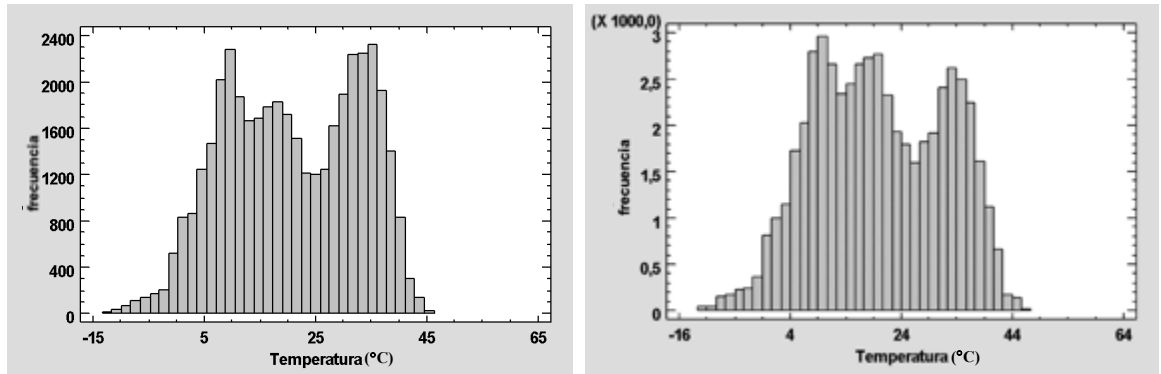 2400
2000
1600
1200
800
400
0
frecuencia
-15 5 25 45 65
Temperatura (°C)
(X 1000,0)
3
2,5
2
1,5
1
0,5
0
frecuencia
-16 4 24 44 64
Temperatura (°C)